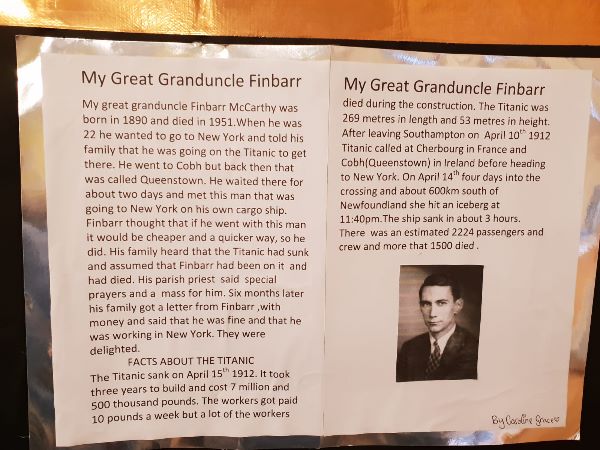 My Great Granduncle Finbarr
My great granduncle Finbarr McCarthy was
born in 1890 and died in 1951.When he was
22 he wanted to go to New York and told his
family that he was going on the Titanic to get
there. He went to Cobh but back then that
was called Queenstown. He waited there for
about two days and met this man that was
going to New York on his own cargo ship.
Finbarr thought that if he went with this man
it would be cheaper and a quicker way, so he
did. His family heard that the Titanic had sunk
and assumed that Finbarr had been on it and
had died. His parish priest said special
prayers and a mass for him. Six months later
his family got a letter from Finbarr ,with
money and said that he was fine and that he
was working in New York. They were
delighted.
FACTS ABOUT THE TITANIC
The Titanic sank on April 15th 1912. It took
three years to build and cost 7 million and
500 thousand pounds. The workers got paid
10 pounds a week but a lot of the workers
My Great Granduncle Finbarr
died during the construction. The Titanic was
269 metres in length and 53 metres in height.
After leaving Southampton on April 10th 1912
Titanic called at Cherbourg in France and
Cobh(Queenstown) in Ireland before heading
to New York. On April 14th four days into the
crossing and about 600km south of
Newfoundland she hit an iceberg at
11:40pm.The ship sank in about 3 hours.
There was an estimated 2224 passengers and
crew and more that 1500 died .
By Caroline Grace